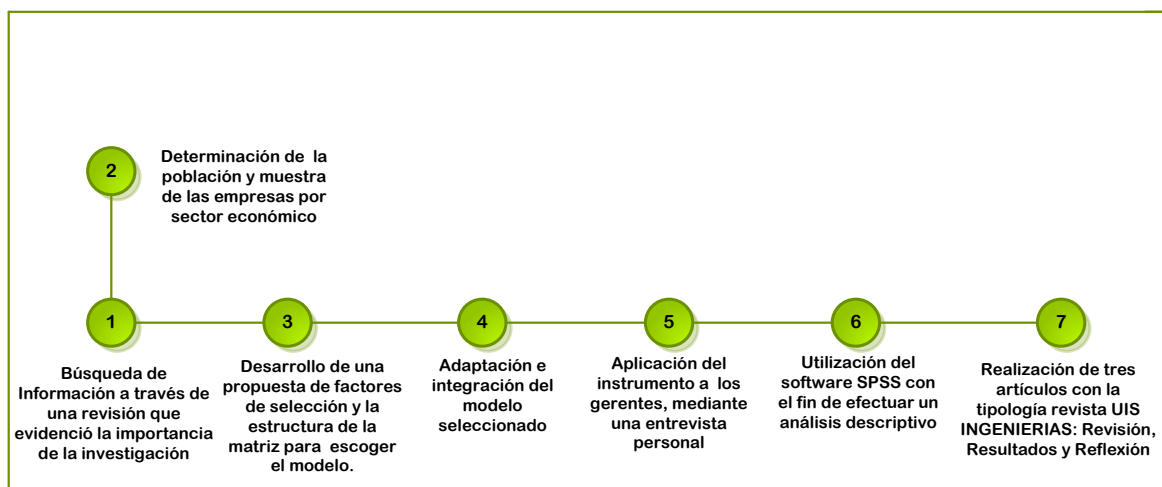 2
Determinación de la
población y muestra
de las empresas por
sector económico
1
Búsqueda de
Información a través de
una revisión que
evidenció la importancia
de la investigación
3
Desarrollo de una
propuesta de factores
de selección y la
estructura de la
matriz para escoger
el modelo.
4
Adaptación e
integración del
modelo
seleccionado
5
Aplicación del
instrumento a los
gerentes, mediante
una entrevista
personal
6
Utilización del
software SPSS con
el fin de efectuar un
análisis descriptivo
7
Realización de tres
artículos con la
tipología revista UIS
INGENIERIAS: Revisión,
Resultados y Reflexión